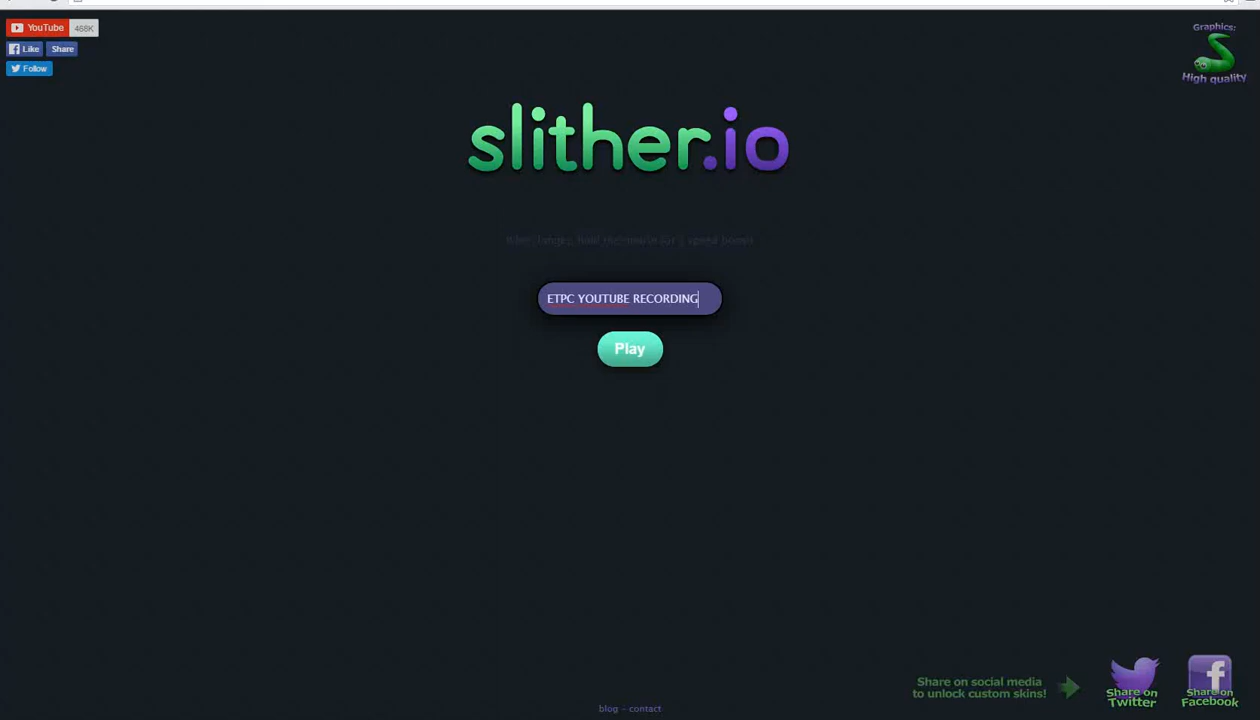 YouTube 468K
Like Share
Follow
Graphics:
High quality
slither.io
ETPC YOUTUBE RECORDING
Play
Share on social media
to unlock custom skins!
Share on
Twitter
Share on
Facebook
blog - contact